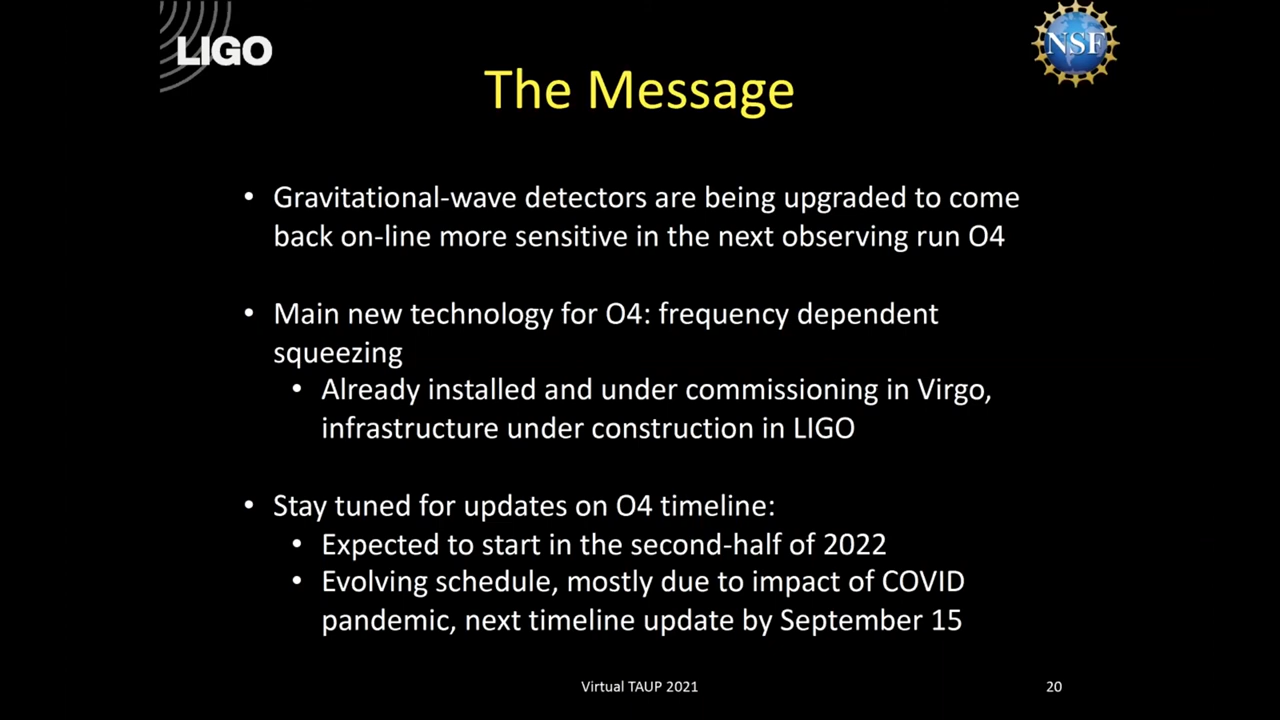 LIGO
NSF
The Message
• Gravitational-wave detectors are being upgraded to come
back on-line more sensitive in the next observing run O4
• Main new technology for O4: frequency dependent
squeezing
• Already installed and under commissioning in Virgo,
infrastructure under construction in LIGO
• Stay tuned for updates on O4 timeline:
• Expected to start in the second-half of 2022
• Evolving schedule, mostly due to impact of COVID
pandemic, next timeline update by September 15
Virtual TAUP 2021
20